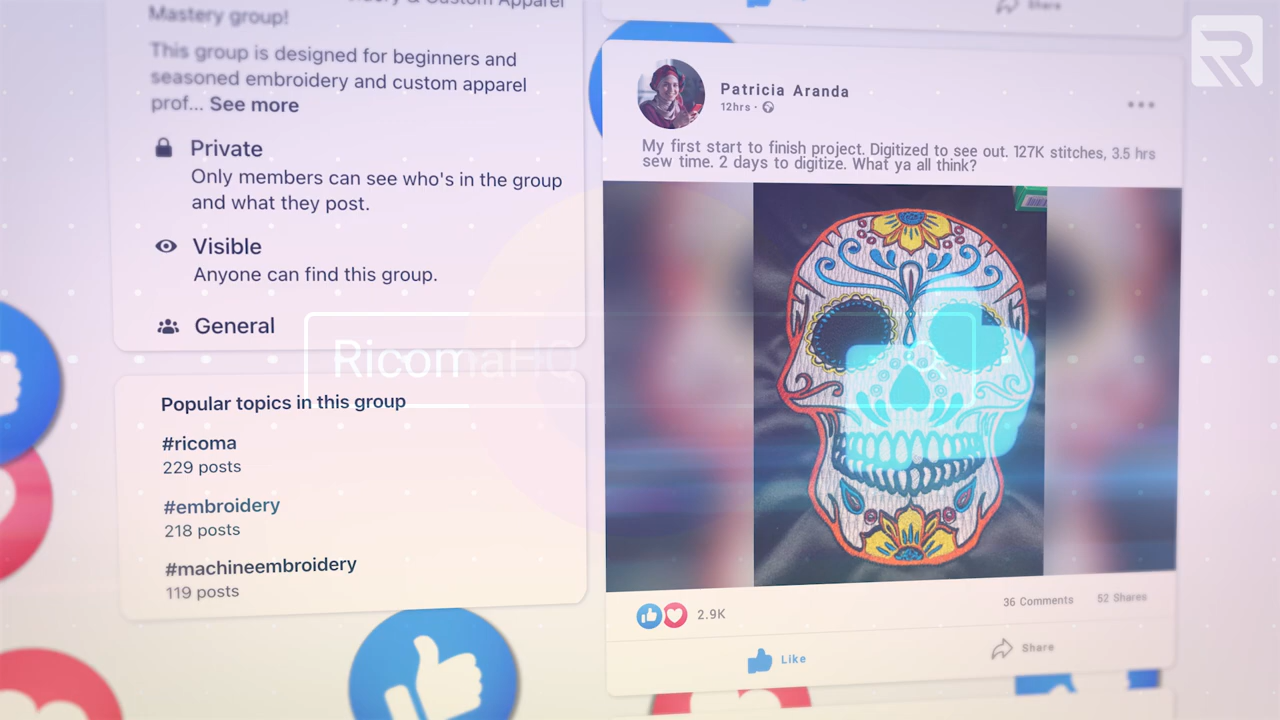 & Custom Apparel
Mastery group!
This group is designed for beginners and
seasoned embroidery and custom apparel
prof... See more
Private
Only members can see who's in the group
and what they post.
Visible
Anyone can find this group.
General
Popular topics in this group
#ricoma
229 posts
#embroidery
218 posts
#machineembroidery
119 posts
RicomaHQ
Share
Patricia Aranda
12hrs ·
My first start to finish project. Digitized to see out. 127K stitches, 3.5 hrs
sew time. 2 days to digitize. What ya all think?
2.9K
36 Comments
52 Shares
Like
Share